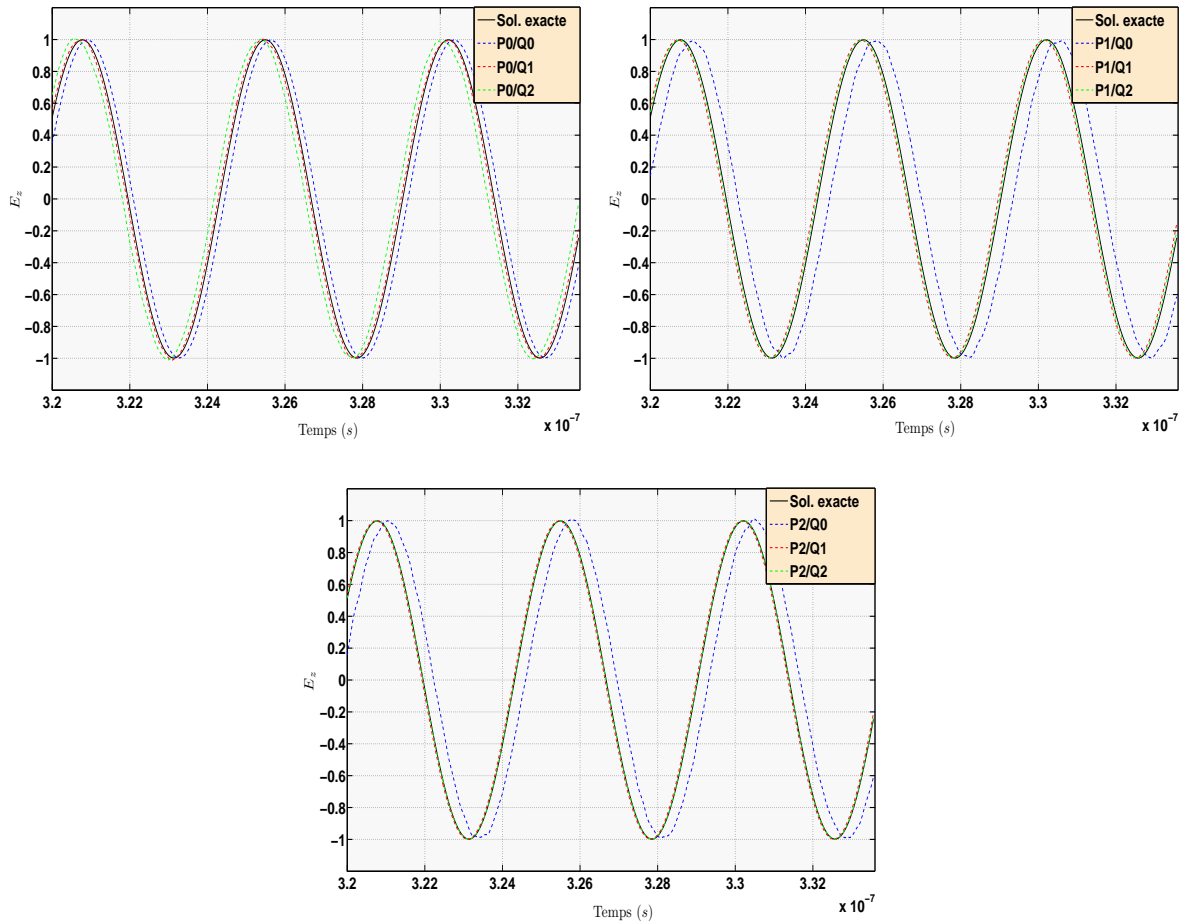 Sol. exacte
P0/Q0
P0/Q1
P0/Q2
1
0.8
0.6
0.4
0.2
0
−0.2
−0.4
−0.6
−0.8
−1
E_z
3.2 3.22 3.24 3.26 3.28 3.3 3.32
x 10⁻⁷
Temps (s)
Sol. exacte
P1/Q0
P1/Q1
P1/Q2
1
0.8
0.6
0.4
0.2
0
−0.2
−0.4
−0.6
−0.8
−1
E_z
3.2 3.22 3.24 3.26 3.28 3.3 3.32
x 10⁻⁷
Temps (s)
Sol. exacte
P2/Q0
P2/Q1
P2/Q2
1
0.8
0.6
0.4
0.2
0
−0.2
−0.4
−0.6
−0.8
−1
E_z
3.2 3.22 3.24 3.26 3.28 3.3 3.32
x 10⁻⁷
Temps (s)